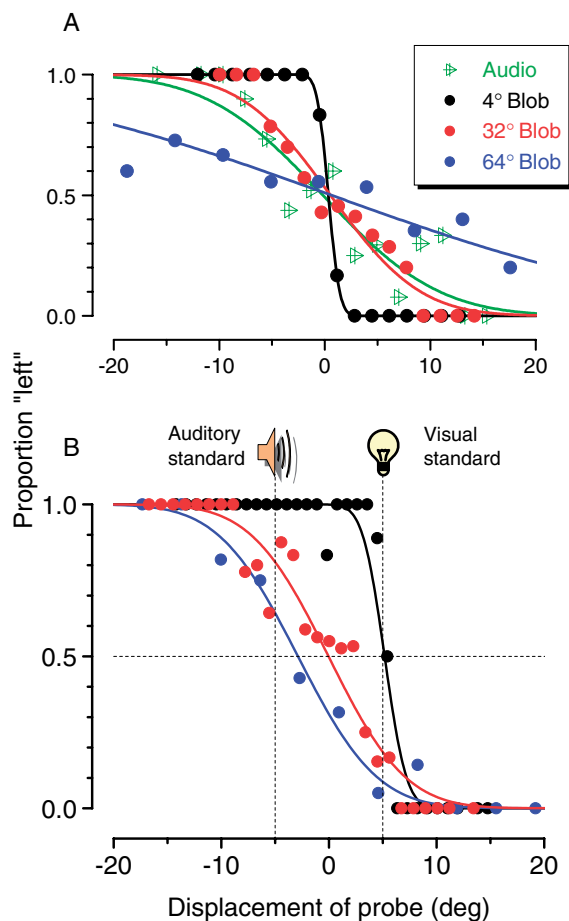 A
Audio
4° Blob
32° Blob
64° Blob
1.0
0.5
0.0
-20
-10
0
10
20
Proportion "left"
B
Auditory
standard
Visual
standard
1.0
0.5
0.0
-20
-10
0
10
20
Displacement of probe (deg)